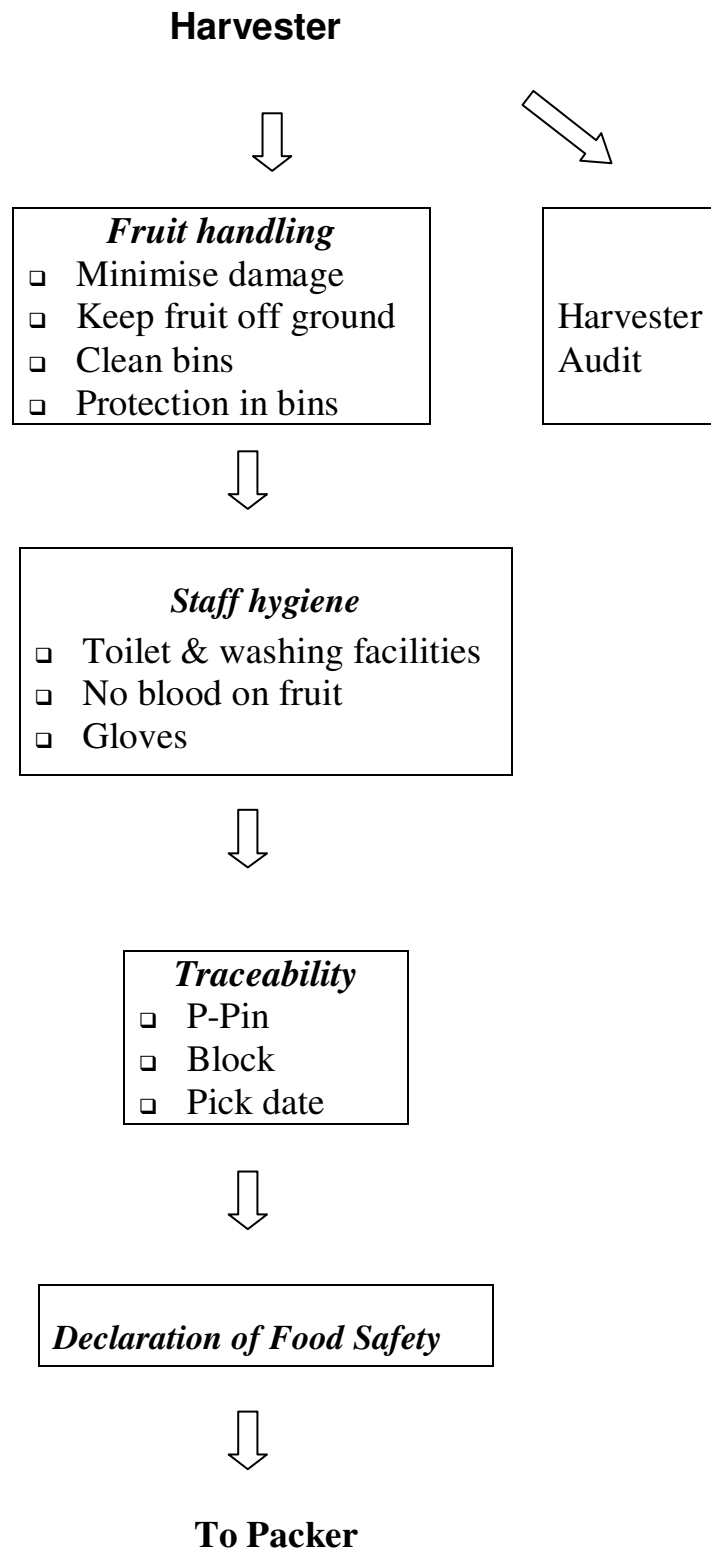 Harvester
Fruit handling
❑ Minimise damage
❑ Keep fruit off ground
❑ Clean bins
❑ Protection in bins
Harvester
Audit
Staff hygiene
❑ Toilet & washing facilities
❑ No blood on fruit
❑ Gloves
Traceability
❑ P-Pin
❑ Block
❑ Pick date
Declaration of Food Safety
To Packer